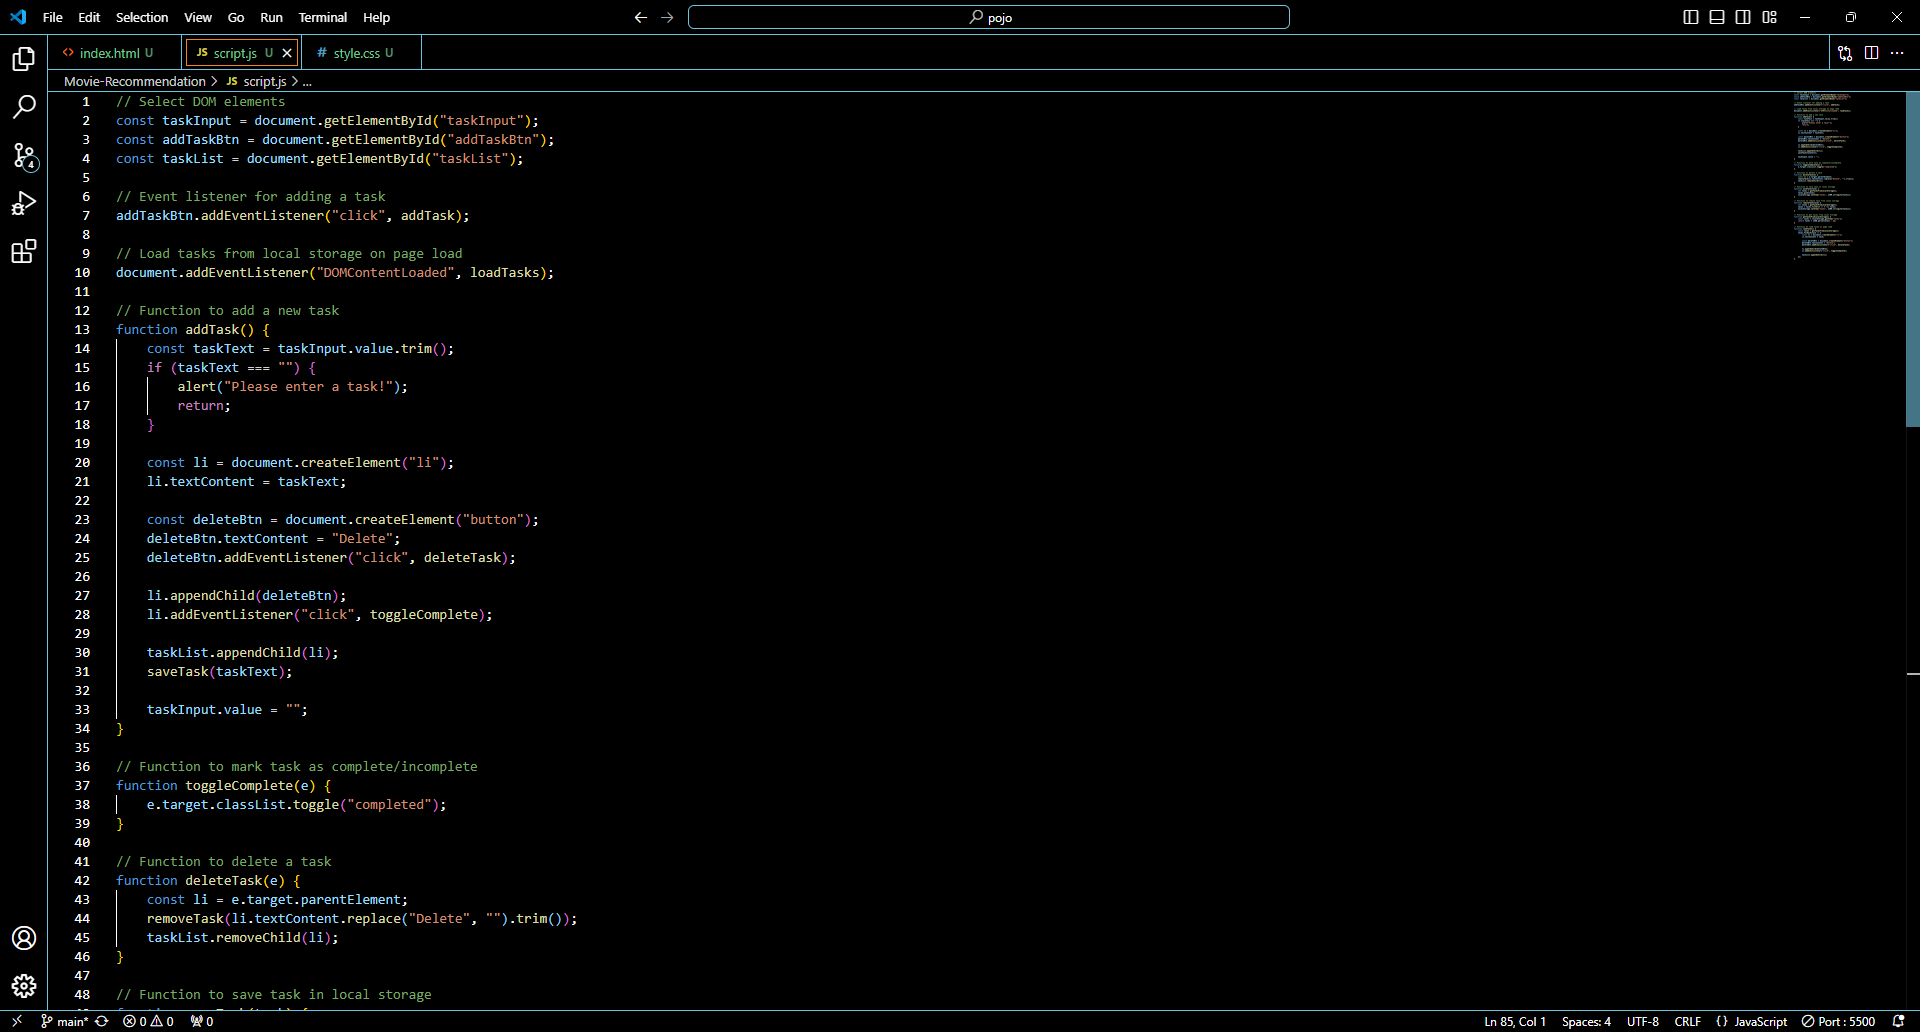 File Edit Selection View Go Run Terminal Help pojo
index.html U JS script.js U style.css U
Movie-Recommendation > JS script.js > ...
1 // Select DOM elements
2 const taskInput = document.getElementById("taskInput");
3 const addTaskBtn = document.getElementById("addTaskBtn");
4 const taskList = document.getElementById("taskList");
5
6 // Event listener for adding a task
7 addTaskBtn.addEventListener("click", addTask);
8
9 // Load tasks from local storage on page load
10 document.addEventListener("DOMContentLoaded", loadTasks);
11
12 // Function to add a new task
13 function addTask() {
14     const taskText = taskInput.value.trim();
15     if (taskText === "") {
16         alert("Please enter a task!");
17         return;
18     }
19
20     const li = document.createElement("li");
21     li.textContent = taskText;
22
23     const deleteBtn = document.createElement("button");
24     deleteBtn.textContent = "Delete";
25     deleteBtn.addEventListener("click", deleteTask);
26
27     li.appendChild(deleteBtn);
28     li.addEventListener("click", toggleComplete);
29
30     taskList.appendChild(li);
31     saveTask(taskText);
32
33     taskInput.value = "";
34 }
35
36 // Function to mark task as complete/incomplete
37 function toggleComplete(e) {
38     e.target.classList.toggle("completed");
39 }
40
41 // Function to delete a task
42 function deleteTask(e) {
43     const li = e.target.parentElement;
44     removeTask(li.textContent.replace("Delete", "").trim());
45     taskList.removeChild(li);
46 }
47
48 // Function to save task in local storage
4
main* 0 0 0 Ln 85, Col 1 Spaces: 4 UTF-8 CRLF {} JavaScript Port : 5500